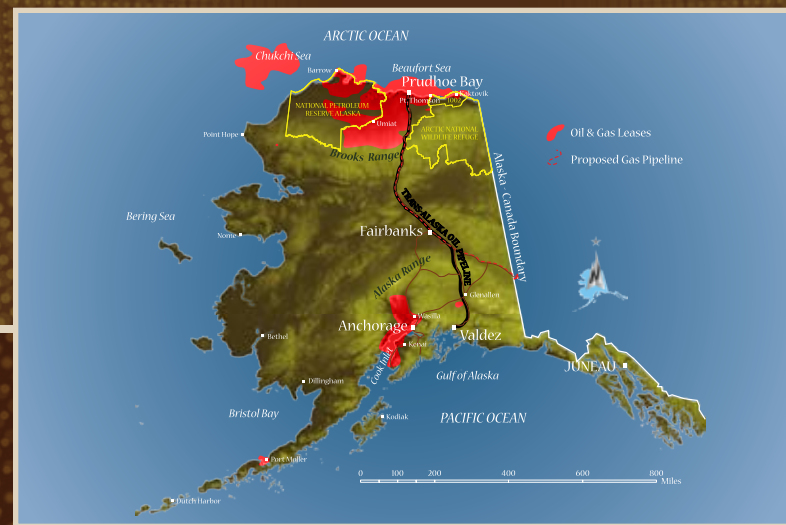 ARCTIC OCEAN
Chukchi Sea
Beaufort Sea
Barrow
Prudhoe Bay
Kaktovik
Pt. Thomson
1002
NATIONAL PETROLEUM
RESERVE ALASKA
Umiat
Point Hope
ARCTIC NATIONAL
WILDLIFE REFUGE
Oil & Gas Leases
Brooks Range
Proposed Gas Pipeline
Alaska - Canada Boundary
TRANS-ALASKA OIL PIPELINE
Bering Sea
Nome
Fairbanks
Alaska Range
N
Glenallen
Wasilla
Anchorage
Valdez
Bethel
Kenai
Cook Inlet
JUNEAU
Gulf of Alaska
Dillingham
Bristol Bay
Kodiak
PACIFIC OCEAN
Port Moller
0 100 200 400 600 800
Miles
Dutch Harbor